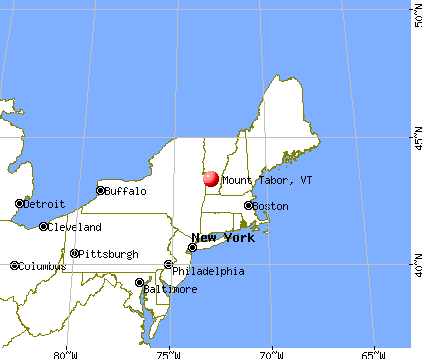 50°N
45°N
Mount Tabor, VT
Buffalo
Detroit
Boston
Cleveland
New York
Pittsburgh
Columbus
Philadelphia
40°N
Baltimore
80°W
75°W
70°W
65°W